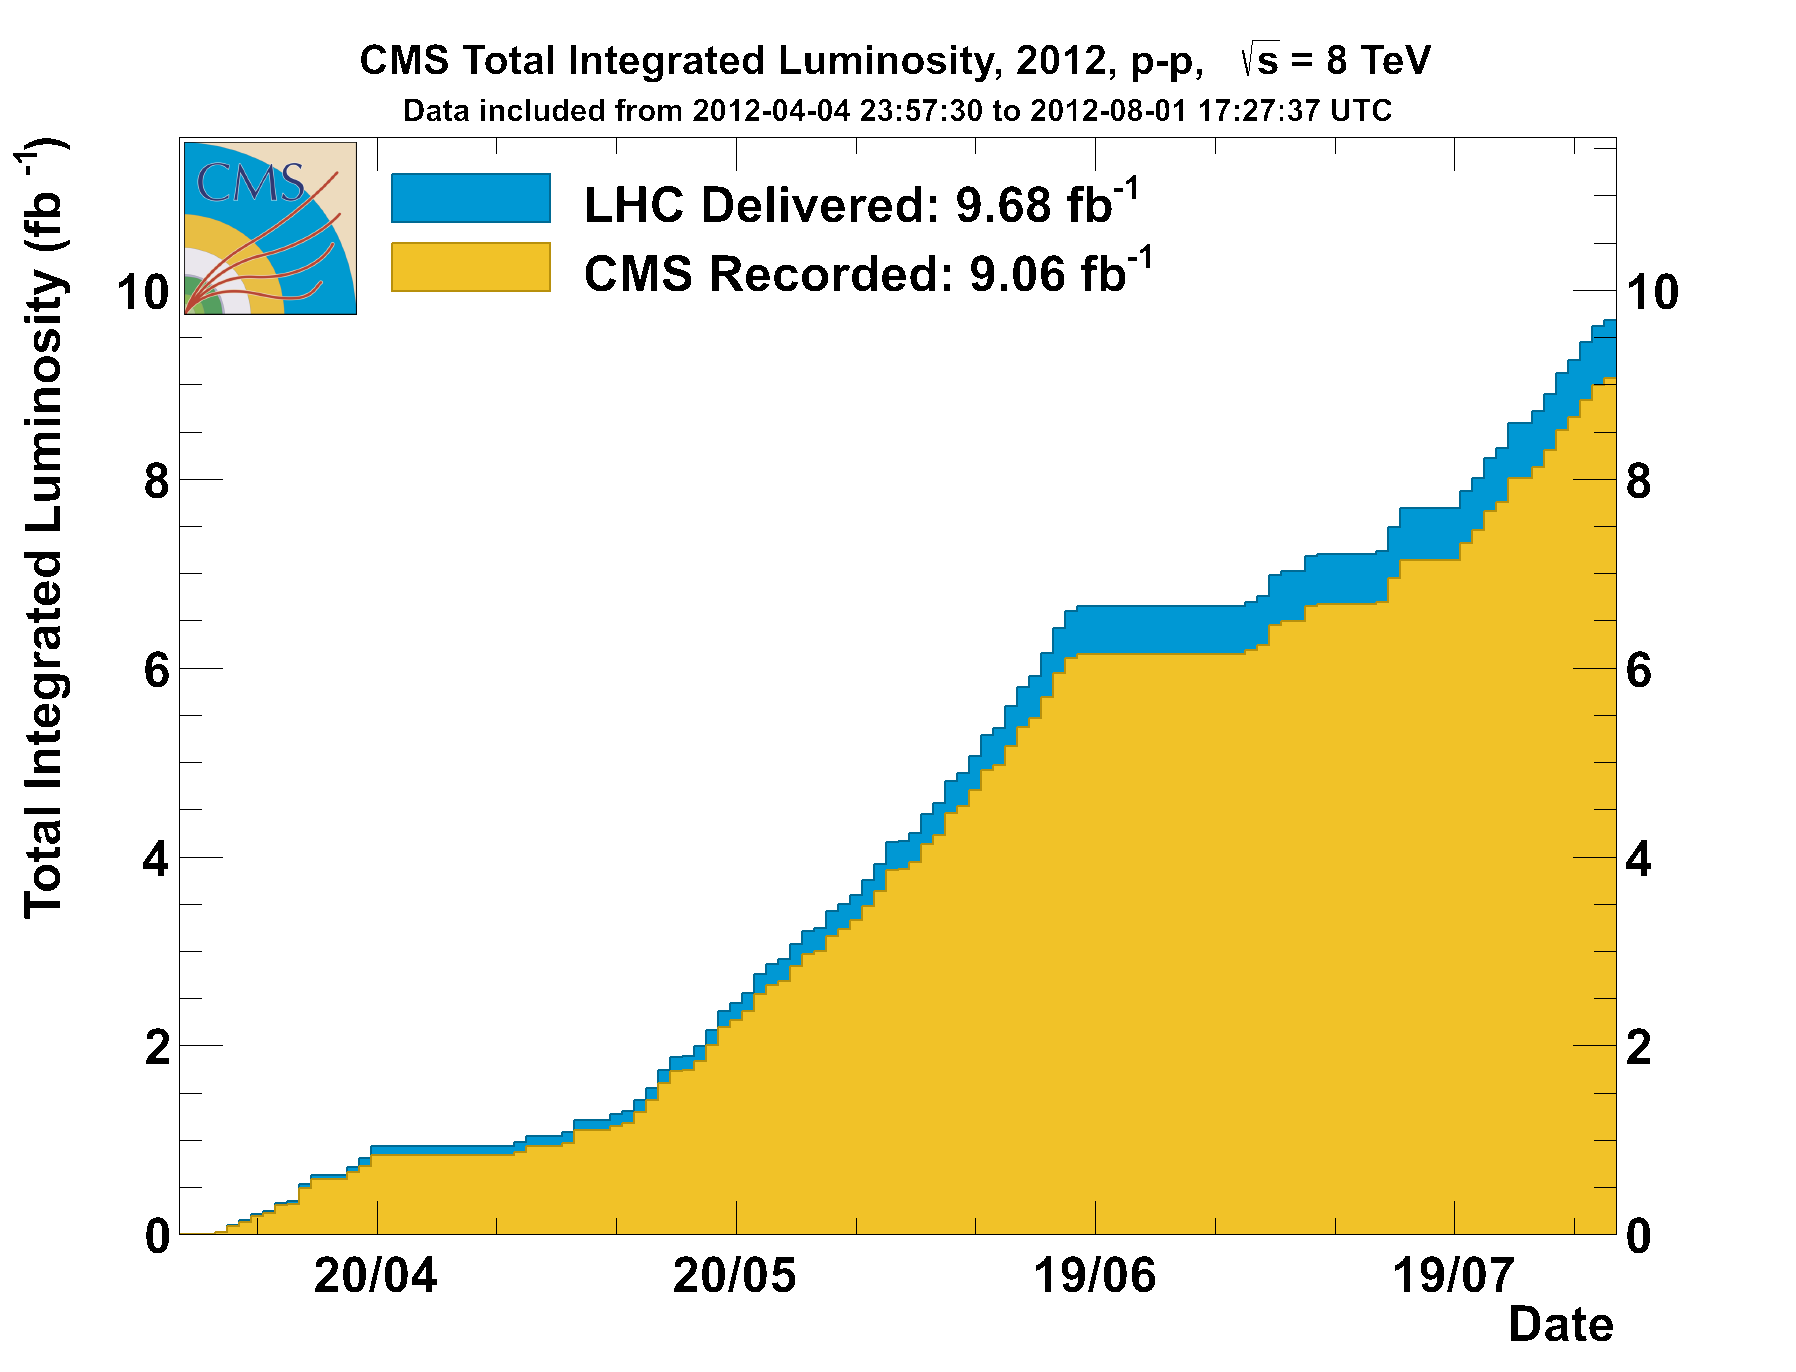 CMS Total Integrated Luminosity, 2012, p-p, √s = 8 TeV
Data included from 2012-04-04 23:57:30 to 2012-08-01 17:27:37 UTC
CMS
LHC Delivered: 9.68 fb⁻¹
CMS Recorded: 9.06 fb⁻¹
Total Integrated Luminosity (fb ⁻¹)
10
8
6
4
2
0
10
8
6
4
2
0
20/04 20/05 19/06 19/07
Date